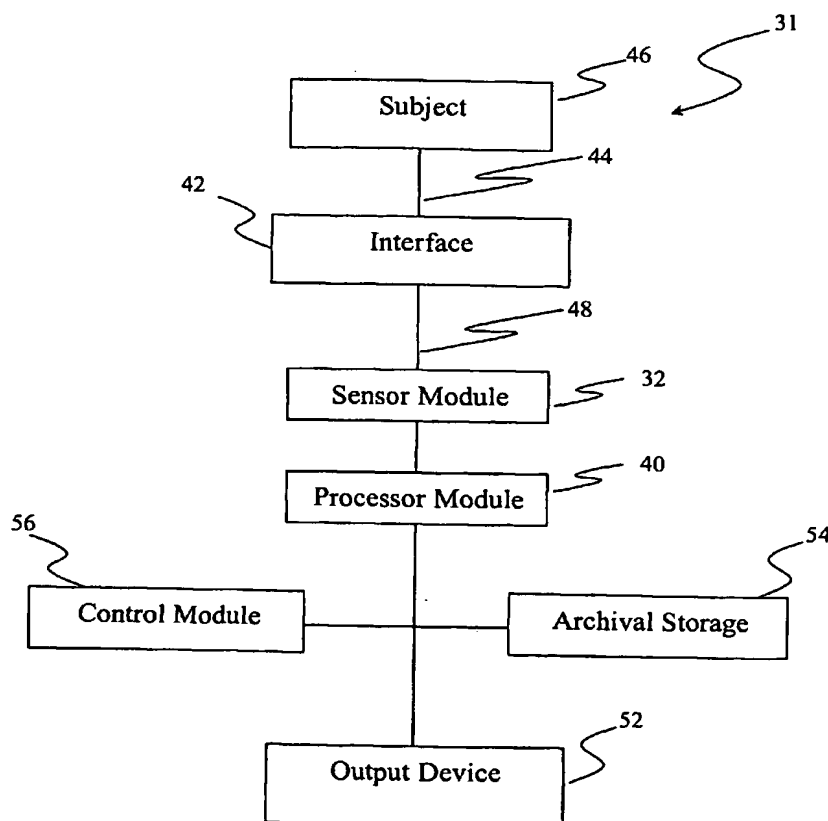 31
46
Subject
44
42
Interface
48
Sensor Module
32
40
Processor Module
56
54
Control Module
Archival Storage
52
Output Device